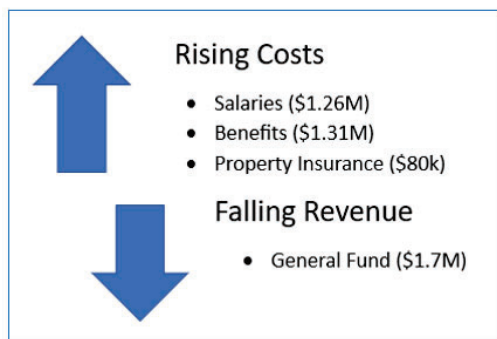 Rising Costs
• Salaries ($1.26M)
• Benefits ($1.31M)
• Property Insurance ($80k)
Falling Revenue
• General Fund ($1.7M)